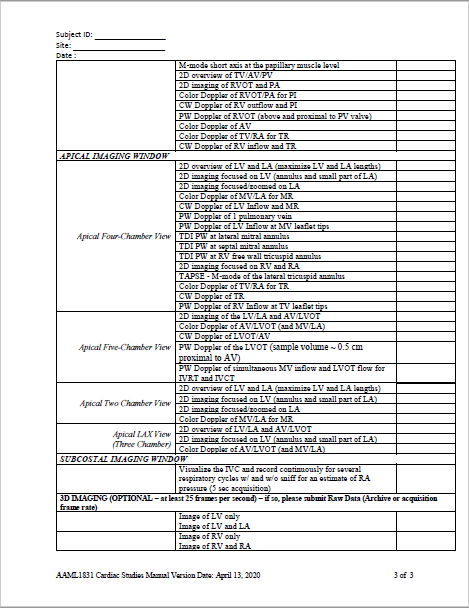 Subject ID:
Site:
Date :
M-mode short axis at the papillary muscle level
2D overview of TV/AV/PV
2D imaging of RVOT and PA
Color Doppler of RVOT/PA for PI
CW Doppler of RV outflow and PI
PW Doppler of RVOT (above and proximal to PV valve)
Color Doppler of AV
Color Doppler of TV/RA for TR
CW Doppler of RV inflow and TR
APICAL IMAGING WINDOW
Apical Four-Chamber View
2D overview of LV and LA (maximize LV and LA lengths)
2D imaging focused on LV (annulus and small part of LA)
2D imaging focused/zoomed on LA
Color Doppler of MV/LA for MR
CW Doppler of LV Inflow and MR
PW Doppler of 1 pulmonary vein
PW Doppler of LV Inflow at MV leaflet tips
TDI PW at lateral mitral annulus
TDI PW at septal mitral annulus
TDI PW at RV free wall tricuspid annulus
2D imaging focused on RV and RA
TAPSE - M-mode of the lateral tricuspid annulus
Color Doppler of TV/RA for TR
CW Doppler of TR
PW Doppler of RV Inflow at TV leaflet tips
Apical Five-Chamber View
2D imaging of the LV/LA and AV/LVOT
Color Doppler of AV/LVOT (and MV/LA)
CW Doppler of LVOT/AV
PW Doppler of the LVOT (sample volume ~ 0.5 cm
proximal to AV)
PW Doppler of simultaneous MV inflow and LVOT flow for
IVRT and IVCT
Apical Two Chamber View
2D overview of LV and LA (maximize LV and LA lengths)
2D imaging focused on LV (annulus and small part of LA)
2D imaging focused/zoomed on LA
Color Doppler of MV/LA for MR
Apical LAX View
(Three Chamber)
2D overview of LV/LA and AV/LVOT
2D imaging focused on LV (annulus and small part of LA)
Color Doppler of AV/LVOT (and MV/LA)
SUBCOSTAL IMAGING WINDOW
Visualize the IVC and record continuously for several
respiratory cycles w/ and w/o sniff for an estimate of RA
pressure (5 sec acquisition)
3D IMAGING (OPTIONAL – at least 25 frames per second) – if so, please submit Raw Data (Archive or acquisition
frame rate)
Image of LV only
Image of LV and LA
Image of RV only
Image of RV and RA
AAML1831 Cardiac Studies Manual Version Date: April 13, 2020
3 of 3